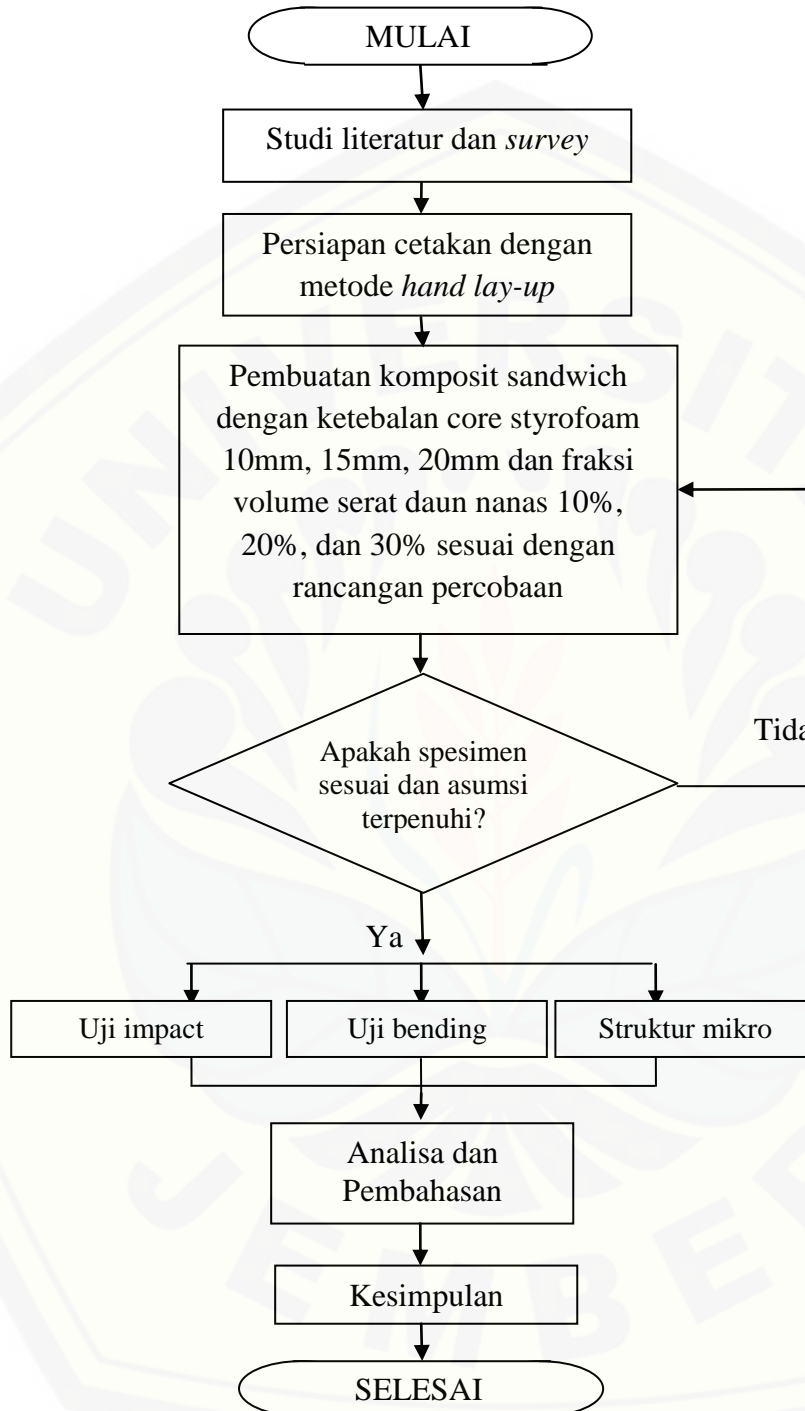 MULAI
Studi literatur dan survey
Persiapan cetakan dengan
metode hand lay-up
Pembuatan komposit sandwich
dengan ketebalan core styrofoam
10mm, 15mm, 20mm dan fraksi
volume serat daun nanas 10%,
20%, dan 30% sesuai dengan
rancangan percobaan
Apakah spesimen
sesuai dan asumsi
terpenuhi?
Tida
Ya
Uji impact
Uji bending
Struktur mikro
Analisa dan
Pembahasan
Kesimpulan
SELESAI
UNIVERSIT
JEMBE